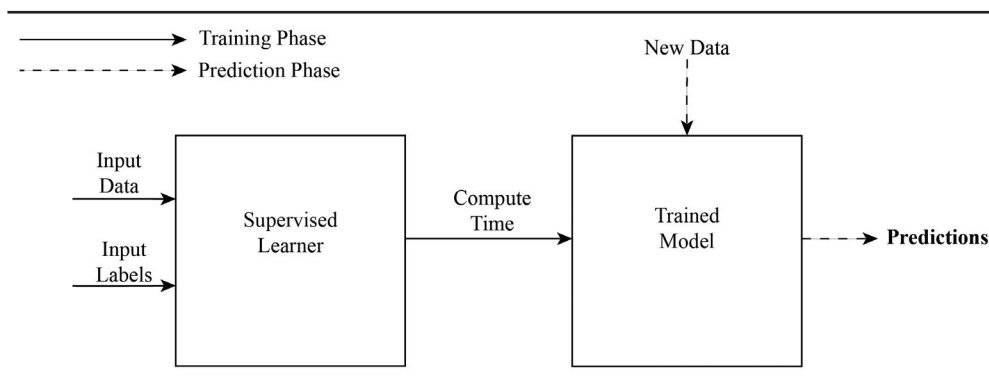 Training Phase
Prediction Phase
New Data
Input
Data
Input
Labels
Supervised
Learner
Compute
Time
Trained
Model
Predictions